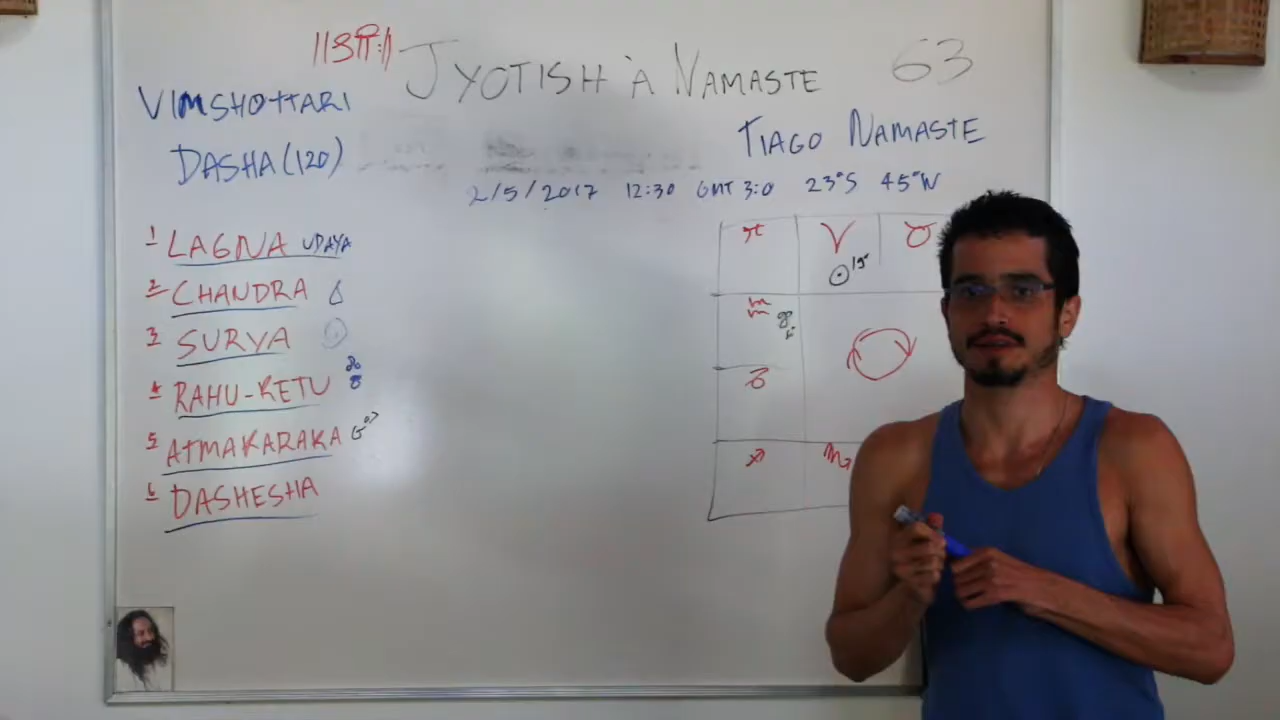 ॥ॐ॥
JYOTISH À NAMASTE 63
VIMSHOTTARI
DASHA (120)
TIAGO NAMASTE
2/5/2017 12:30 GMT 3:0 23°S 45°W
1 LAGNA UDAYA
2 CHANDRA
3 SURYA
4 RAHU-KETU
5 ATMAKARAKA
6 DASHESHA
♈ ♉
☉ 19°
♐ ♏